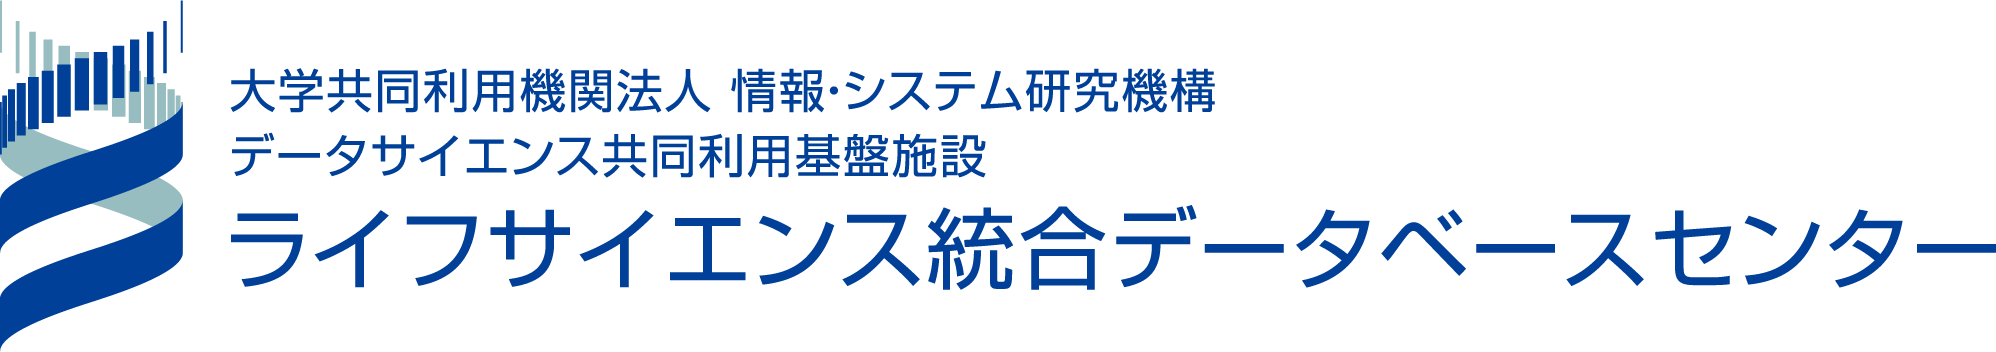 大学共同利用機関法人 情報・システム研究機構
データサイエンス共同利用基盤施設
ライフサイエンス統合データベースセンター